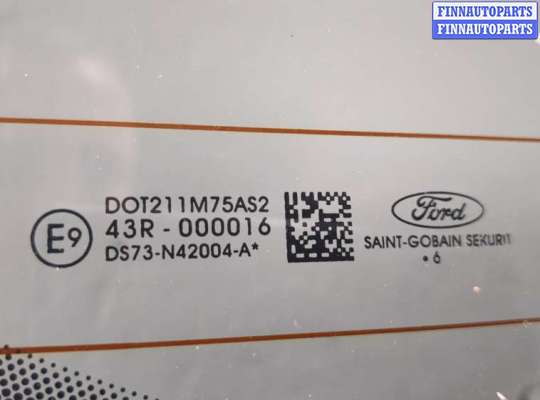 FINNAUTOPARTS
FINNAUTOPARTS
E9
DOT211M75AS2
43R - 000016
DS73-N42004-A*
Ford
SAINT-GOBAIN SEKURIT
• 6